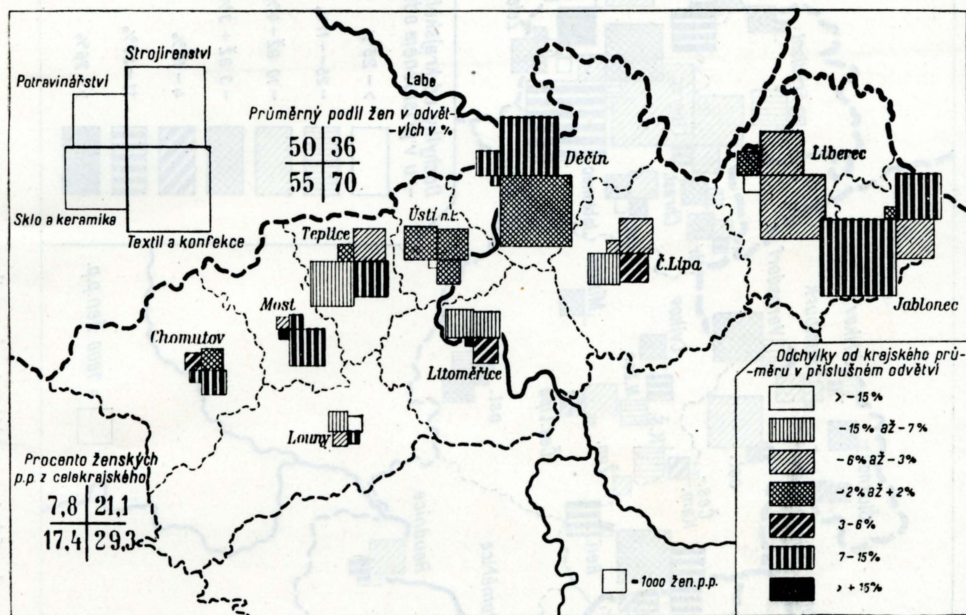 Strojírenství
Potravinářství
Sklo a keramika
Textil a konfekce
Labe
Průměrný podíl žen v odvět-
-vích v %
50 36
55 70
Děčín
Liberec
Ústí n.L.
Teplice
Č.Lípa
Jablonec
Most
Chomutov
Litoměřice
Louny
Procento ženských
p.p. z celokrajského
7,8 21,1
17,4 29,3
=1000 žen.p.p.
Odchylky od krajského prů-
-měru v příslušném odvětví
> -15%
-15% až -7%
-6% až -3%
-2% až +2%
3-6%
7-15%
> +15%